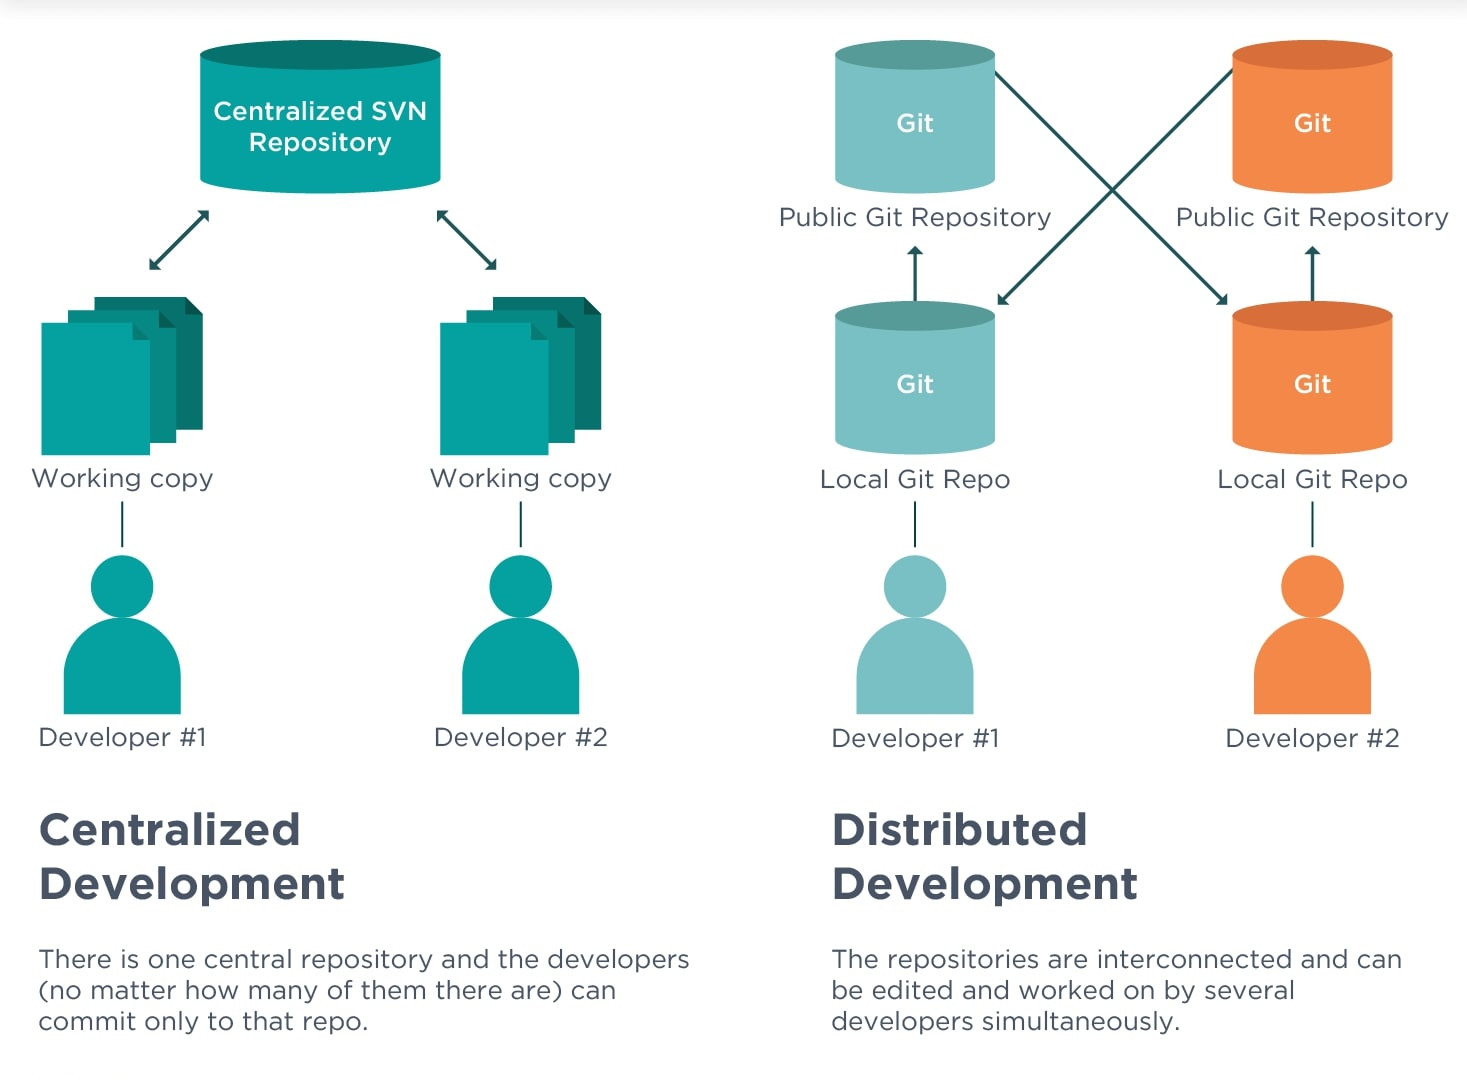 Centralized SVN
Repository
Working copy
Working copy
Developer #1
Developer #2
Centralized
Development
There is one central repository and the developers
(no matter how many of them there are) can
commit only to that repo.
Git
Git
Public Git Repository
Public Git Repository
Git
Git
Local Git Repo
Local Git Repo
Developer #1
Developer #2
Distributed
Development
The repositories are interconnected and can
be edited and worked on by several
developers simultaneously.